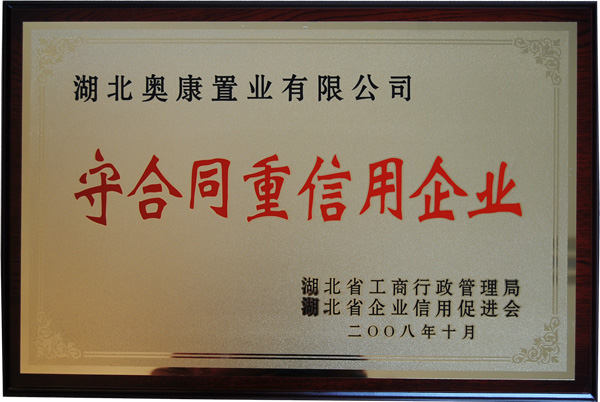 湖北奥康置业有限公司
守合同重信用企业
湖北省工商行政管理局
湖北省企业信用促进会
二〇〇八年十月